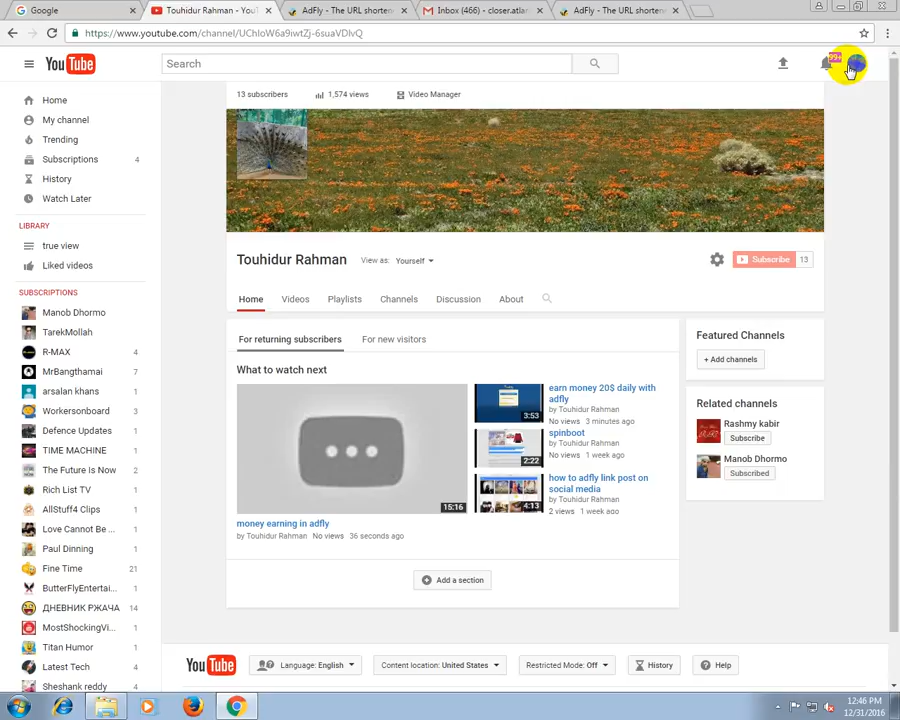 Google
Touhidur Rahman - You
AdFly - The URL shorten
Inbox (466) - closer.atlan
AdFly - The URL shorten
https://www.youtube.com/channel/UChIoW6a9iwtZj-6suaVDlvQ
YouTube
Search
99+
13 subscribers
1,574 views
Video Manager
Home
My channel
Trending
Subscriptions 4
History
Watch Later
LIBRARY
true view
Liked videos
SUBSCRIPTIONS
Manob Dhormo
TarekMollah
R-MAX 4
MrBangthamai 4
arsalan khans 1
Workersonboard 3
Defence Updates 1
TIME MACHINE 1
The Future Is Now 2
Rich List TV 1
AllStuff4 Clips 1
Love Cannot Be ... 1
Paul Dinning 1
Fine Time 21
ButterFlyEntertai... 1
ДНЕВНИК РЖАЧА 14
MostShockingVi... 1
Titan Humor 1
Latest Tech 1
Sheshank reddy 4
Touhidur Rahman
View as: Yourself
Subscribe 13
Home
Videos
Playlists
Channels
Discussion
About
For returning subscribers
For new visitors
What to watch next
15:16
money earning in adfly
by Touhidur Rahman No views 36 seconds ago
3:53
earn money 20$ daily with
adfly
by Touhidur Rahman
No views 3 minutes ago
2:22
spinboot
by Touhidur Rahman
No views 1 week ago
4:13
how to adfly link post on
social media
by Touhidur Rahman
2 views 1 week ago
Add a section
Featured Channels
+ Add channels
Related channels
Rashmy kabir
Subscribe
Manob Dhormo
Subscribed
YouTube
Language: English
Content location: United States
Restricted Mode: Off
History
Help
12:46 PM
12/31/2016